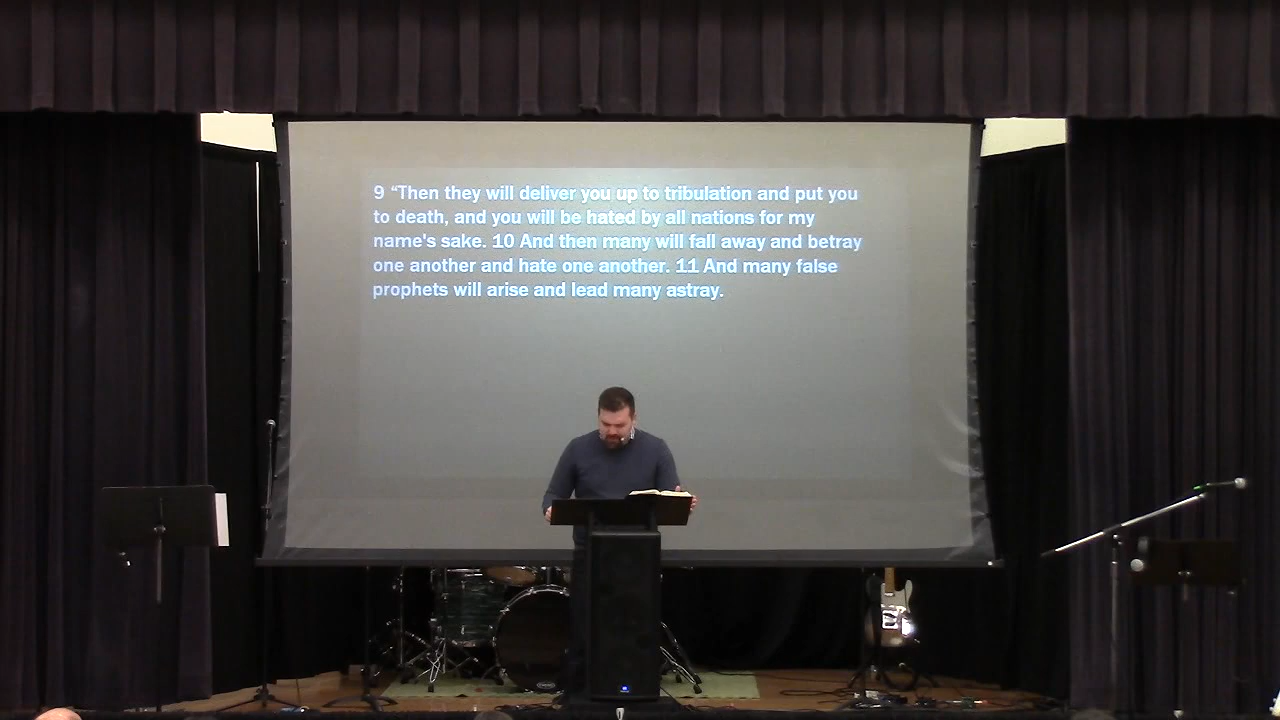 9 “Then they will deliver you up to tribulation and put you
to death, and you will be hated by all nations for my
name's sake. 10 And then many will fall away and betray
one another and hate one another. 11 And many false
prophets will arise and lead many astray.